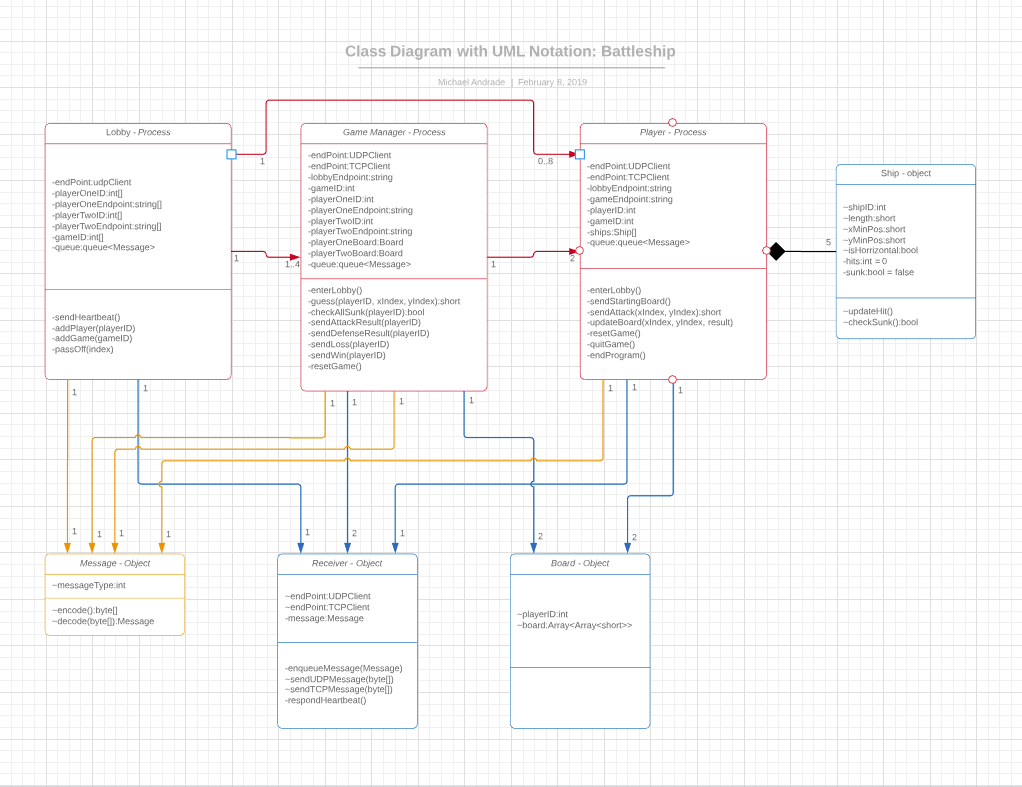 Class Diagram with UML Notation: Battleship
Michael Andrade | February 8, 2019
Lobby - Process
-endPoint:udpClient
-playerOneID:int[]
-playerOneEndpoint:string[]
-playerTwoID:int[]
-playerTwoEndpoint:string[]
-gameID:int[]
-queue:queue<Message>
-sendHeartbeat()
-addPlayer(playerID)
-addGame(gameID)
-passOff(index)
1
0..8
1
1..4
Game Manager - Process
-endPoint:UDPClient
-endPoint:TCPClient
-lobbyEndpoint:string
-gameID:int
-playerOneID:int
-playerOneEndpoint:string
-playerTwoID:int
-playerTwoEndpoint:string
-playerOneBoard:Board
-playerTwoBoard:Board
-queue:queue<Message>
-enterLobby()
-guess(playerID, xIndex, yIndex):short
-checkAllSunk(playerID):bool
-sendAttackResult(playerID)
-sendDefenseResult(playerID)
-sendLoss(playerID)
-sendWin(playerID)
-resetGame()
1
2
Player - Process
-endPoint:UDPClient
-endPoint:TCPClient
-lobbyEndpoint:string
-gameEndpoint:string
-playerID:int
-gameID:int
-ships:Ship[]
-queue:queue<Message>
-enterLobby()
-sendStartingBoard()
-sendAttack(xIndex, yIndex):short
-updateBoard(xIndex, yIndex, result)
-resetGame()
-quitGame()
-endProgram()
5
Ship - object
~shipID:int
~length:short
~xMinPos:short
~yMinPos:short
~isHorrizontal:bool
-hits:int = 0
-sunk:bool = false
~updateHit()
~checkSunk():bool
1
1
1
1
1
1
1
1
1
1
1
1
1
1
2
1
2
2
Message - Object
~messageType:int
~encode():byte[]
~decode(byte[]):Message
Receiver - Object
~endPoint:UDPClient
~endPoint:TCPClient
-message:Message
-enqueueMessage(Message)
~sendUDPMessage(byte[])
~sendTCPMessage(byte[])
-respondHeartbeat()
Board - Object
~playerID:int
~board:Array<Array<short>>